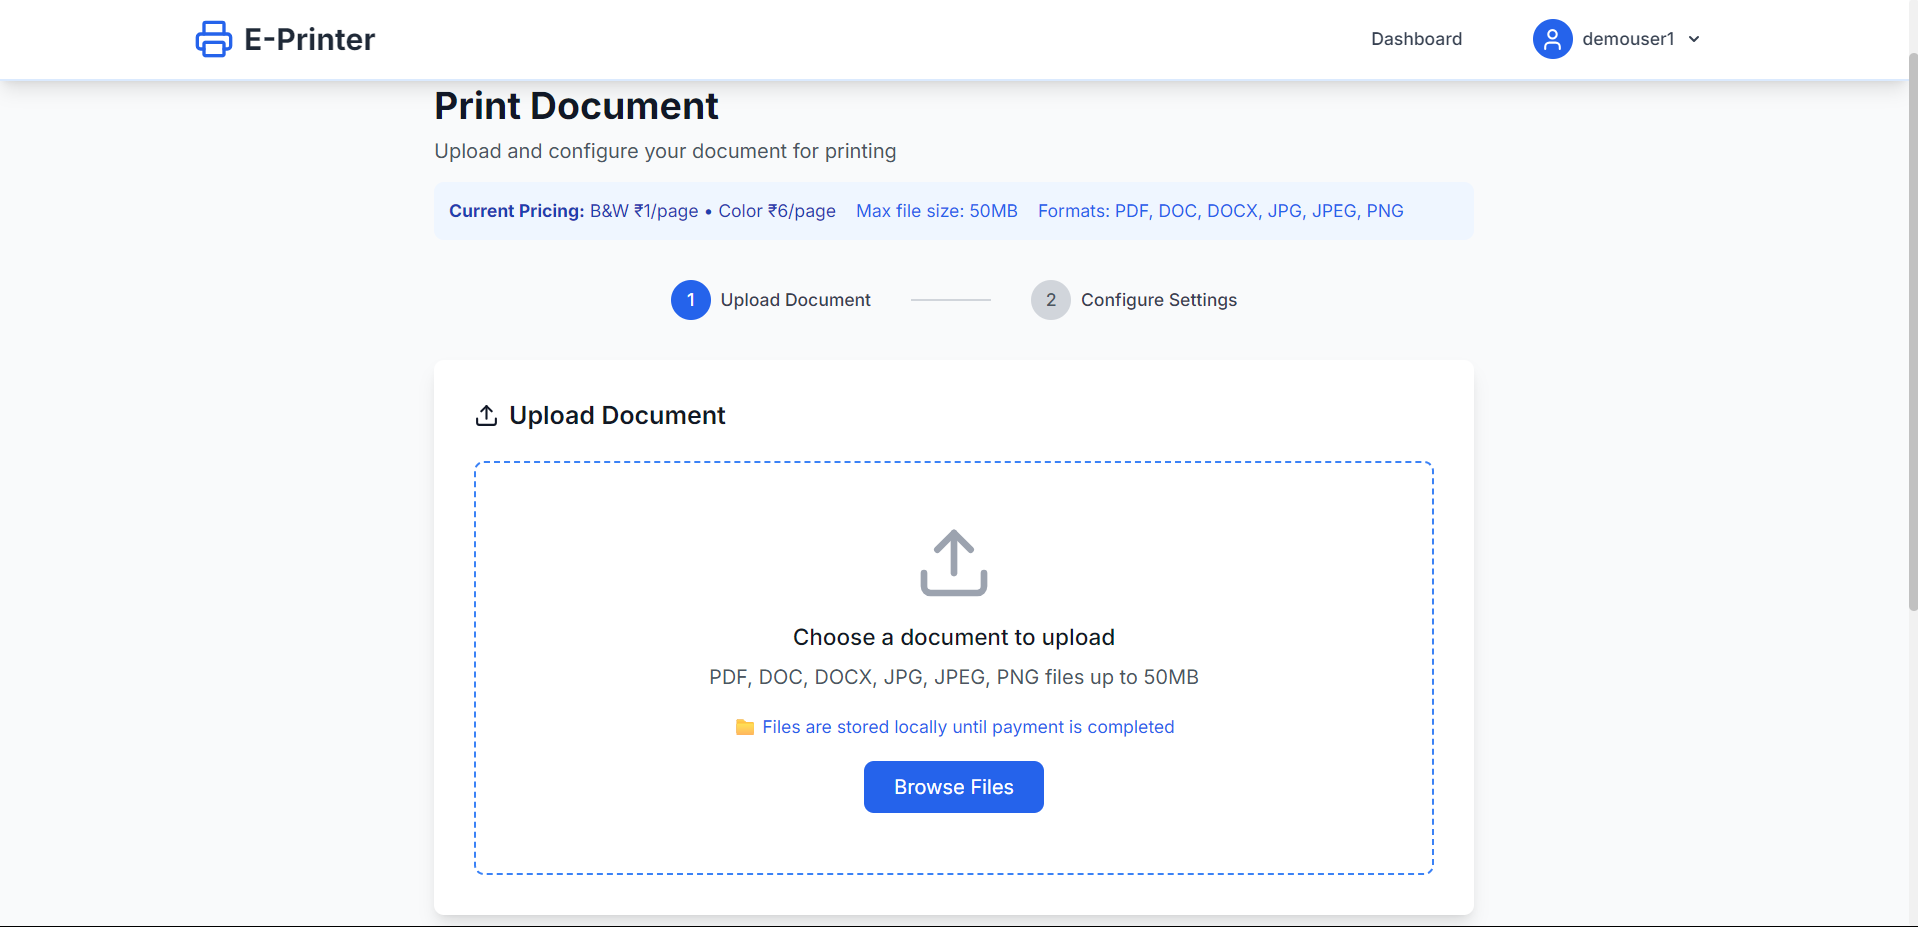 E-Printer
Dashboard
demouser1
Print Document
Upload and configure your document for printing
Current Pricing: B&W ₹1/page • Color ₹6/page Max file size: 50MB Formats: PDF, DOC, DOCX, JPG, JPEG, PNG
1 Upload Document
2 Configure Settings
Upload Document
Choose a document to upload
PDF, DOC, DOCX, JPG, JPEG, PNG files up to 50MB
Files are stored locally until payment is completed
Browse Files